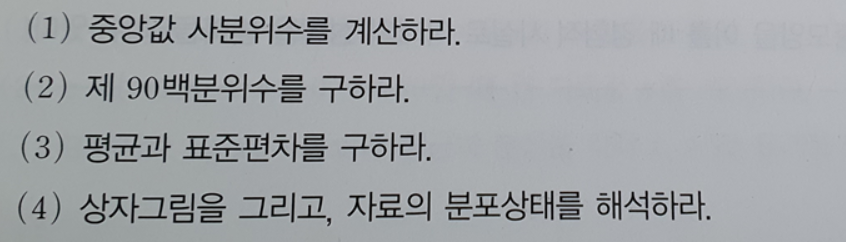 (1) 중앙값 사분위수를 계산하라.
(2) 제 90백분위수를 구하라.
(3) 평균과 표준편차를 구하라.
(4) 상자그림을 그리고, 자료의 분포상태를 해석하라.